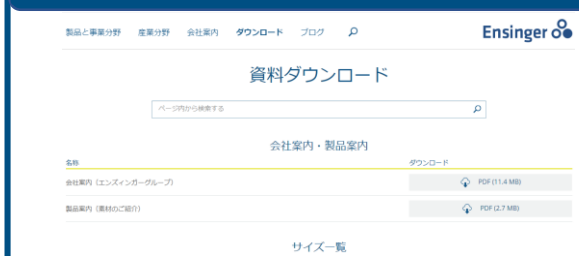 製品と事業分野 産業分野 会社案内 ダウンロード ブログ
Ensinger
資料ダウンロード
ページ内から検索する
会社案内・製品案内
名称 ダウンロード
会社案内（エンズィンガーグループ） PDF (11.4 MB)
製品案内（素材のご紹介） PDF (2.7 MB)
サイズ一覧